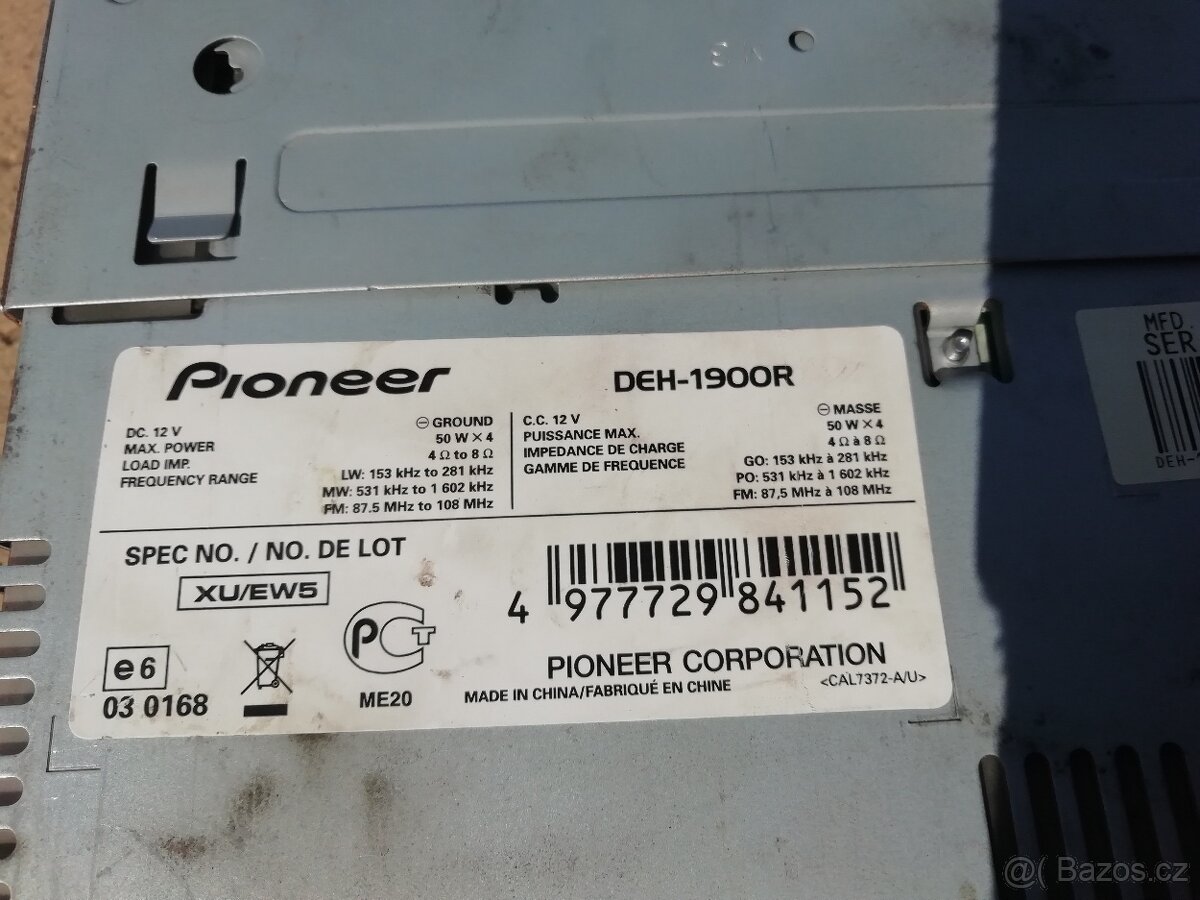 Pioneer
DEH-1900R
DC. 12 V ⊖ GROUND
MAX. POWER 50 W × 4
LOAD IMP. 4 Ω to 8 Ω
FREQUENCY RANGE LW: 153 kHz to 281 kHz
MW: 531 kHz to 1 602 kHz
FM: 87.5 MHz to 108 MHz
C.C. 12 V ⊖ MASSE
PUISSANCE MAX. 50 W × 4
IMPEDANCE DE CHARGE 4 Ω à 8 Ω
GAMME DE FREQUENCE GO: 153 kHz à 281 kHz
PO: 531 kHz à 1 602 kHz
FM: 87,5 MHz à 108 MHz
SPEC NO. / NO. DE LOT
XU/EW5
4 977729 841152
e6
03 0168
PCT
ME20
PIONEER CORPORATION
MADE IN CHINA/FABRIQUÉ EN CHINE
<CAL7372-A/U>
MFD
SER
@( Bazos.cz